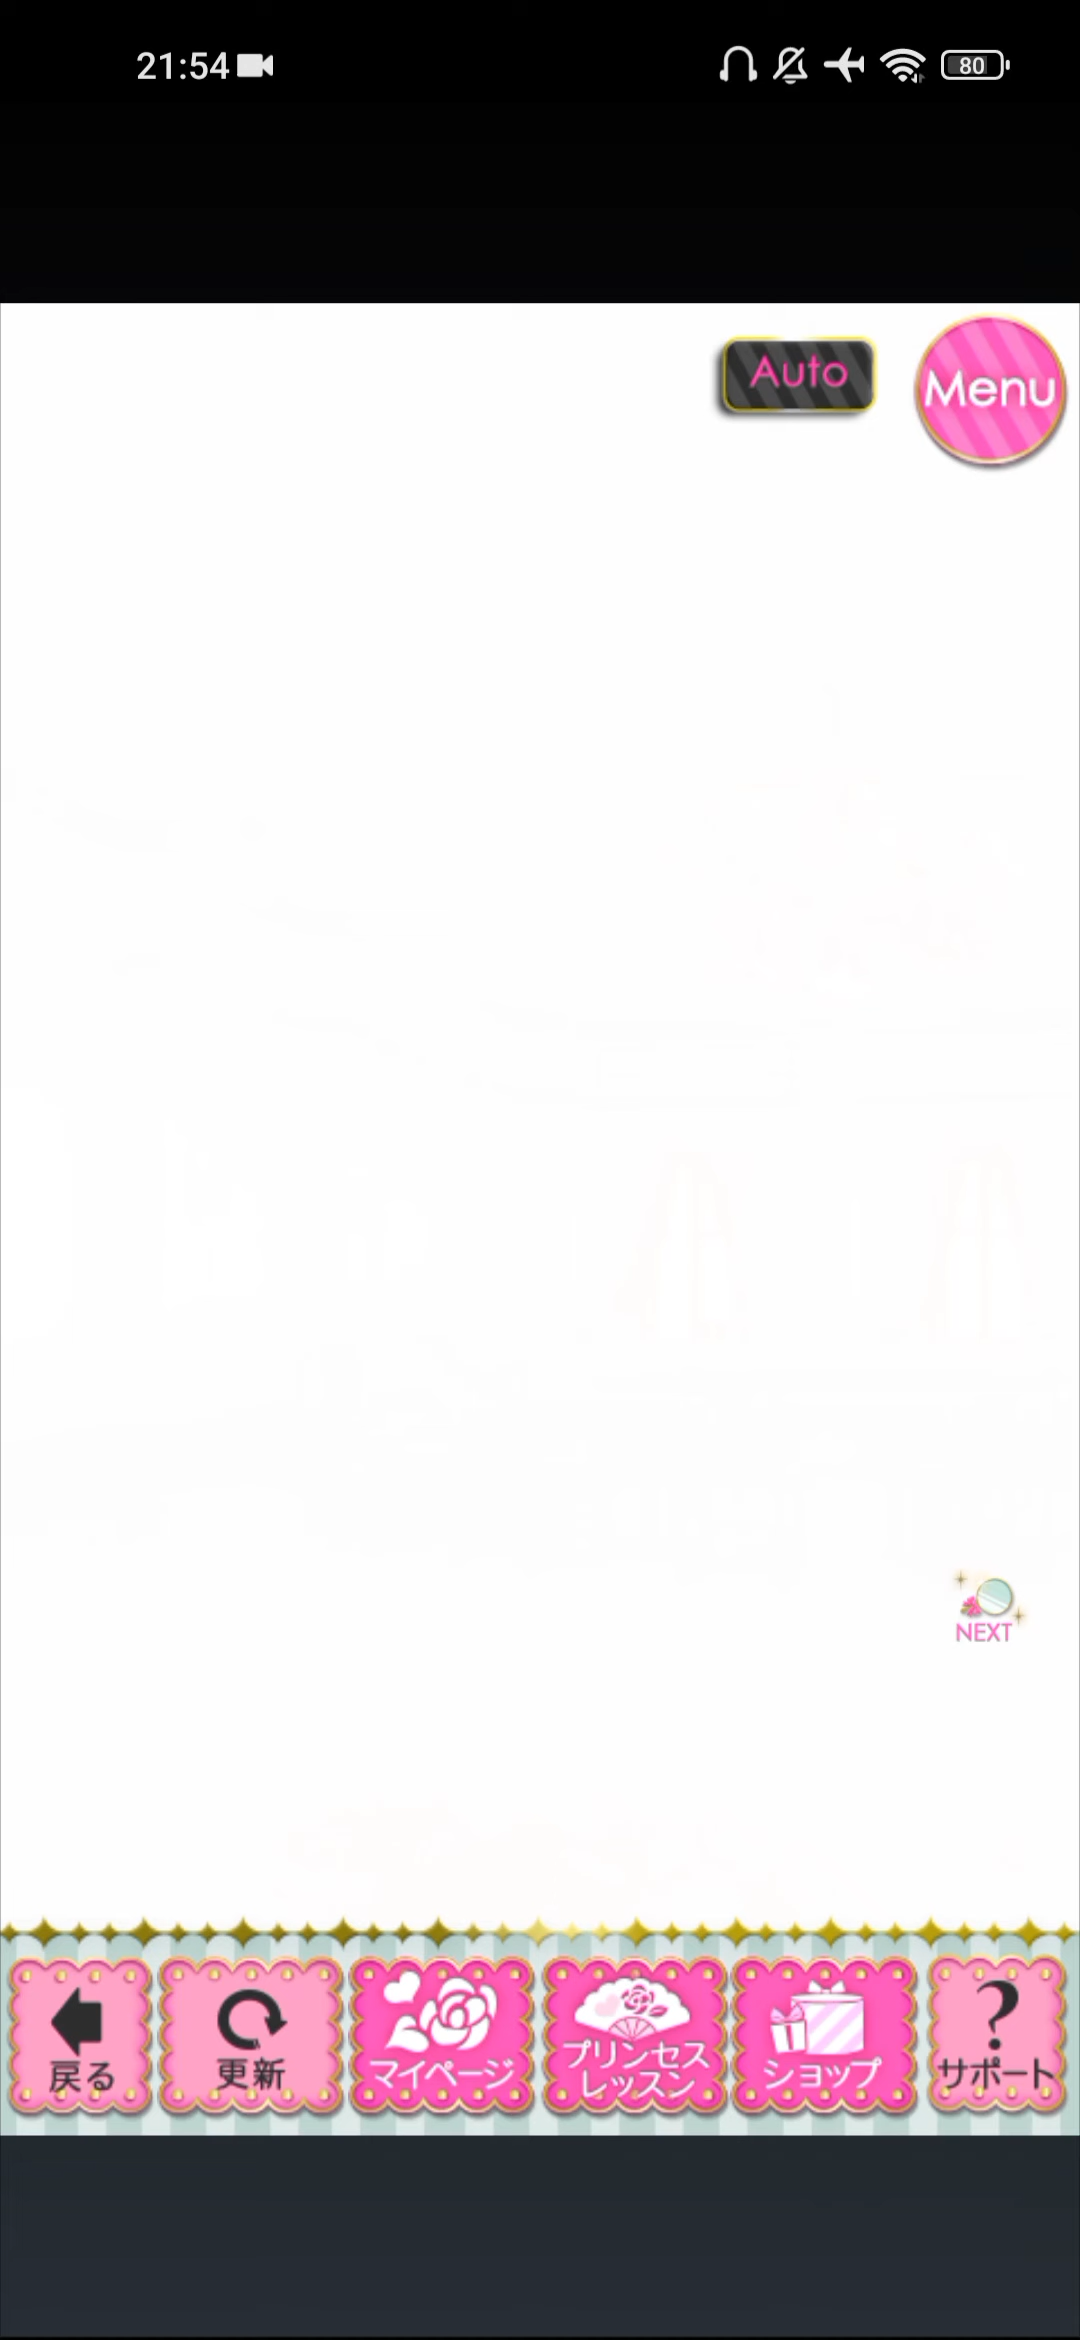 21:54
80
Auto
Menu
NEXT
戻る
更新
マイページ
プリンセス
レッスン
ショップ
?
サポート